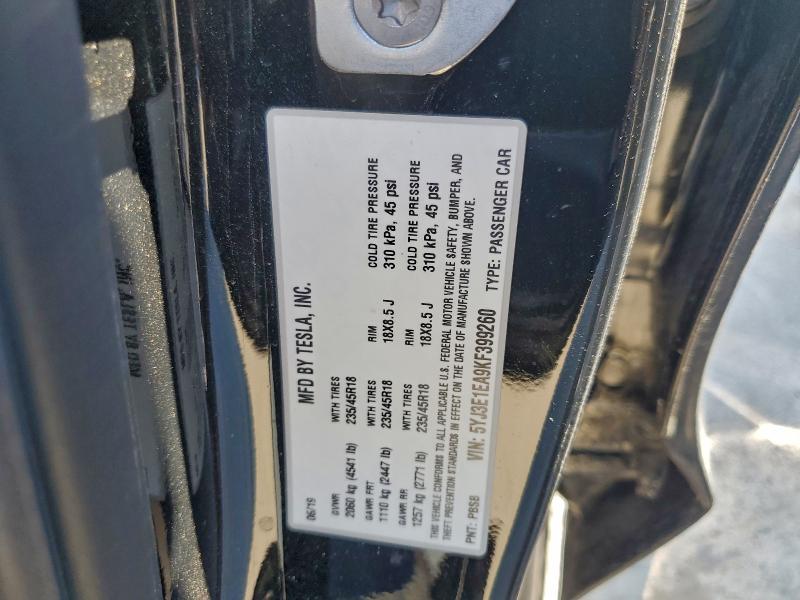 06/19 MFD BY TESLA, INC.
GVWR WITH TIRES RIM COLD TIRE PRESSURE
2060 kg (4541 lb) 235/45R18 18X8.5 J 310 kPa, 45 psi
GAWR FRT WITH TIRES RIM COLD TIRE PRESSURE
1110 kg (2447 lb) 235/45R18 18X8.5 J 310 kPa, 45 psi
GAWR RR WITH TIRES
1257 kg (2771 lb) 235/45R18
THIS VEHICLE CONFORMS TO ALL APPLICABLE U.S. FEDERAL MOTOR VEHICLE SAFETY, BUMPER, AND
THEFT PREVENTION STANDARDS IN EFFECT ON THE DATE OF MANUFACTURE SHOWN ABOVE.
PNT: PBSB VIN: 5YJ3E1EA9KF399260 TYPE: PASSENGER CAR